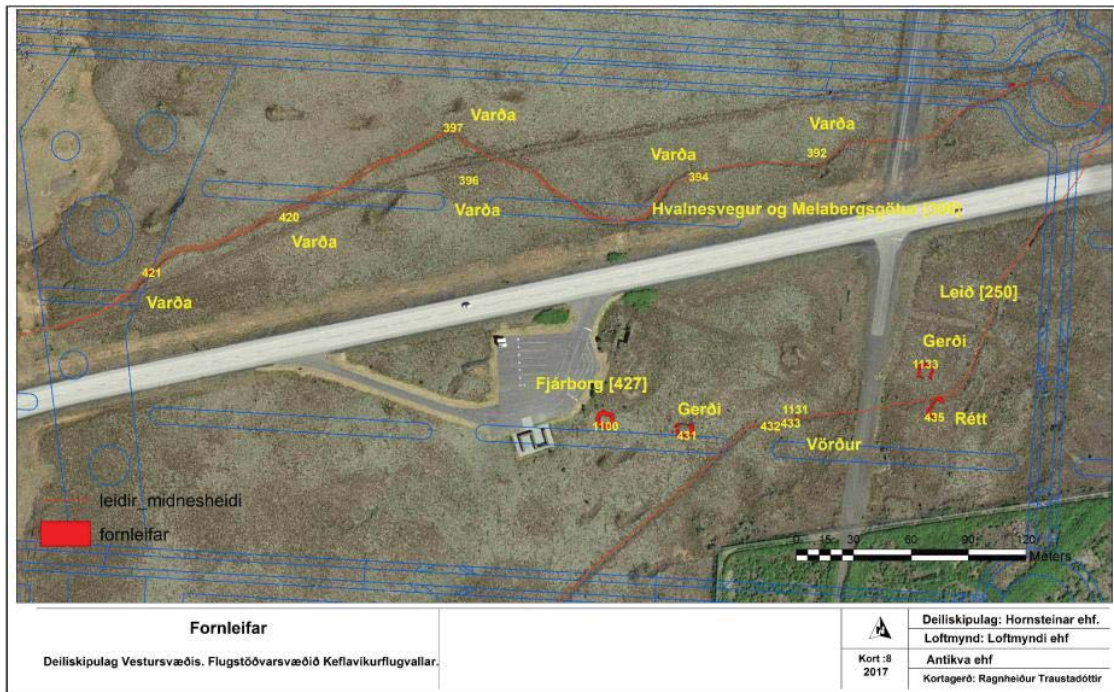 Varða
397
Varða
392
Varða
394
396
Varða
Hvalnesvegur og Melabergsgötur
420
Varða
421
Varða
Leið [250]
Gerði
1133
Fjárborg [427]
1100
Gerði
431
1131
432 433
Vörður
435
Rétt
leidir_midnesheidi
fornleifar
0 15 30 60 90 120
Meters
Fornleifar
Deiliskipulag Vestursvæðis. Flugstöðvarsvæðið Keflavíkurflugvallar.
Kort :8
2017
Deiliskipulag: Hornsteinar ehf.
Loftmynd: Loftmyndi ehf
Antikva ehf
Kortagerð: Ragnheiður Traustadóttir